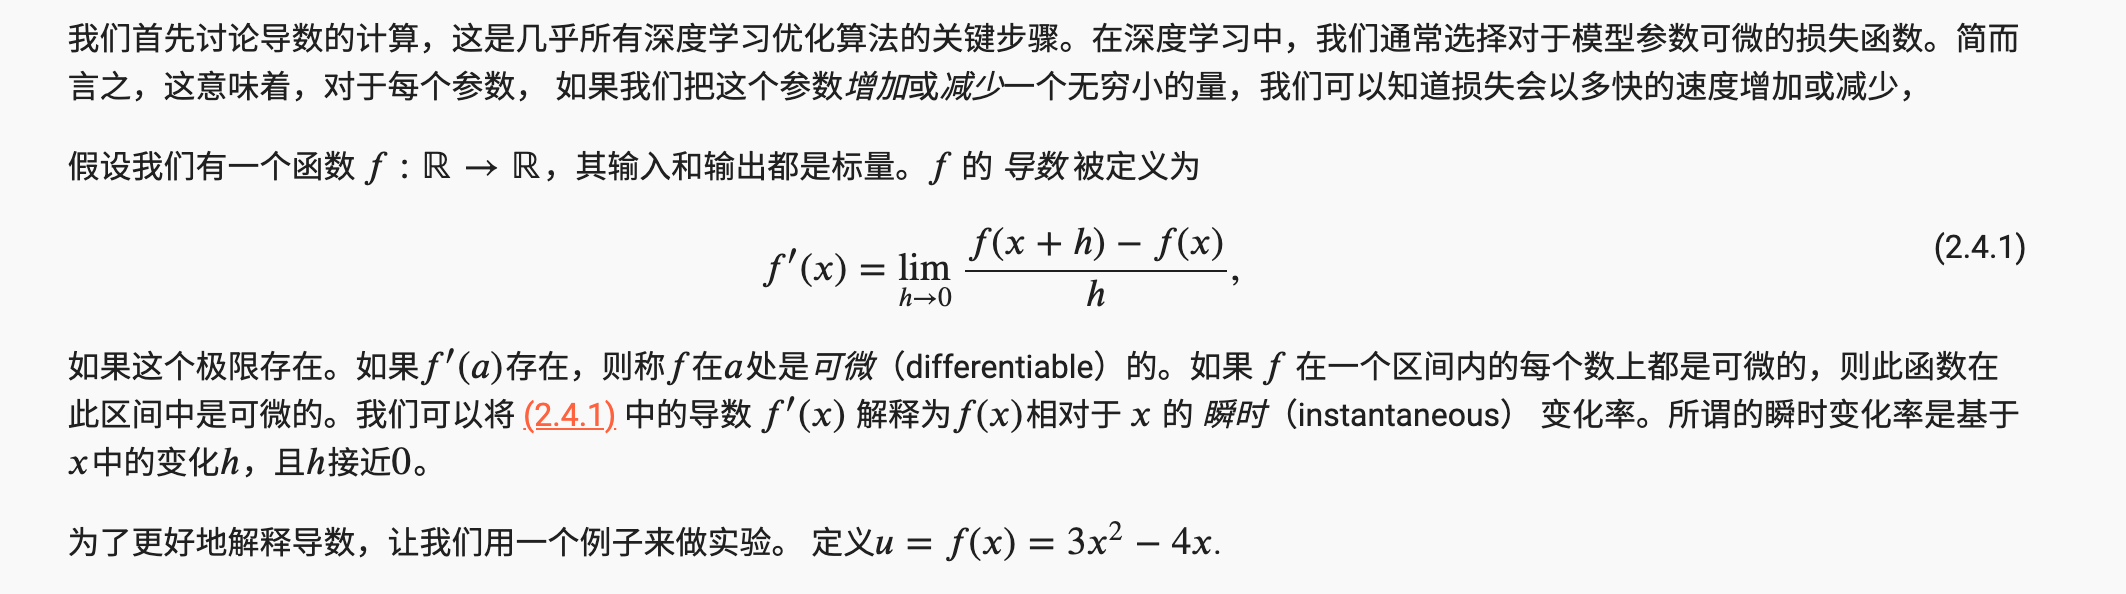 我们首先讨论导数的计算，这是几乎所有深度学习优化算法的关键步骤。在深度学习中，我们通常选择对于模型参数可微的损失函数。简而
言之，这意味着，对于每个参数， 如果我们把这个参数增加或减少一个无穷小的量，我们可以知道损失会以多快的速度增加或减少，
假设我们有一个函数 f : ℝ → ℝ，其输入和输出都是标量。f 的 导数 被定义为
f′(x) = lim_{h→0} \frac{f(x + h) − f(x)}{h}, (2.4.1)
如果这个极限存在。如果f′(a)存在，则称f在a处是可微（differentiable）的。如果 f 在一个区间内的每个数上都是可微的，则此函数在
此区间中是可微的。我们可以将 (2.4.1) 中的导数 f′(x) 解释为f(x)相对于 x 的 瞬时（instantaneous） 变化率。所谓的瞬时变化率是基于
x中的变化h，且h接近0。
为了更好地解释导数，让我们用一个例子来做实验。 定义u = f(x) = 3x² − 4x.